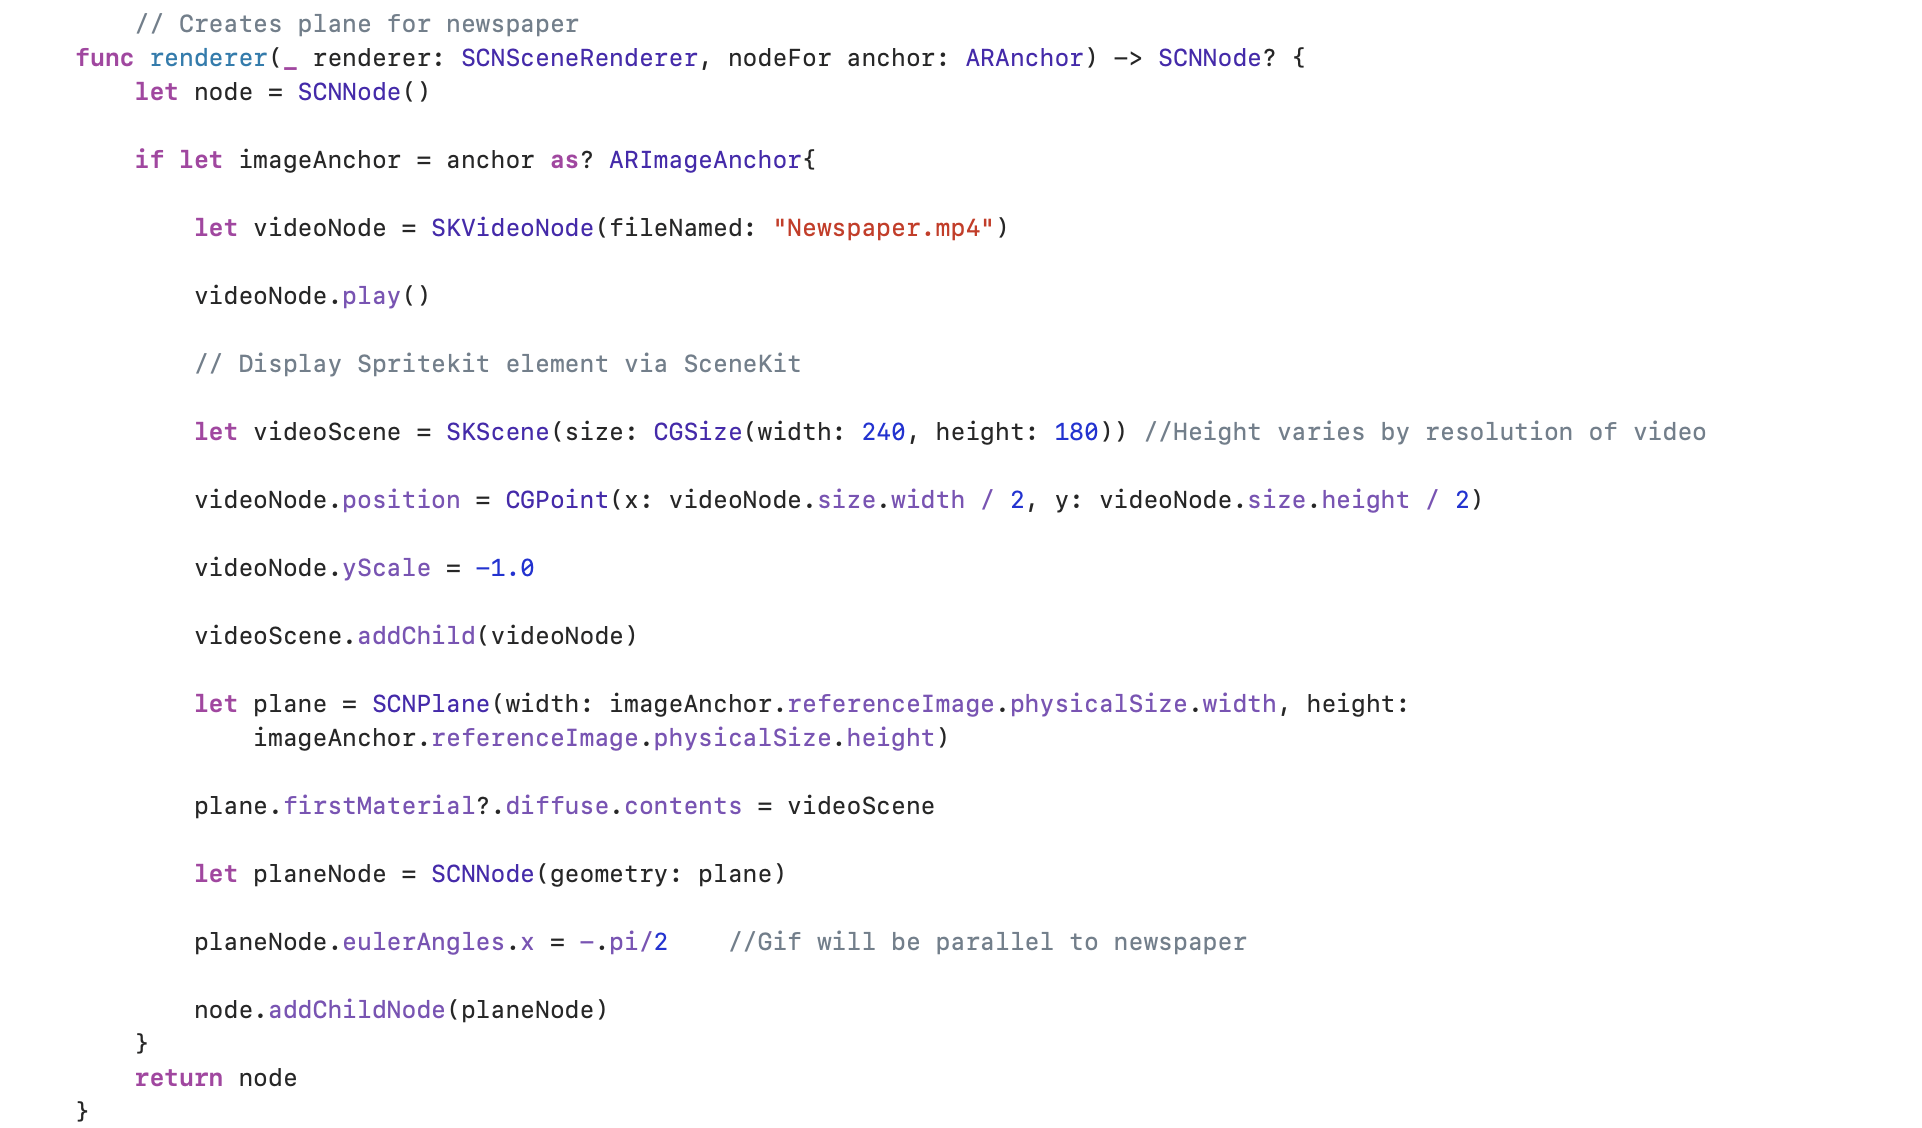 // Creates plane for newspaper
func renderer(_ renderer: SCNSceneRenderer, nodeFor anchor: ARAnchor) -> SCNNode? {
let node = SCNNode()
if let imageAnchor = anchor as? ARImageAnchor{
let videoNode = SKVideoNode(fileNamed: "Newspaper.mp4")
videoNode.play()
// Display Spritekit element via SceneKit
let videoScene = SKScene(size: CGSize(width: 240, height: 180)) //Height varies by resolution of video
videoNode.position = CGPoint(x: videoNode.size.width / 2, y: videoNode.size.height / 2)
videoNode.yScale = -1.0
videoScene.addChild(videoNode)
let plane = SCNPlane(width: imageAnchor.referenceImage.physicalSize.width, height:
imageAnchor.referenceImage.physicalSize.height)
plane.firstMaterial?.diffuse.contents = videoScene
let planeNode = SCNNode(geometry: plane)
planeNode.eulerAngles.x = -.pi/2    //Gif will be parallel to newspaper
node.addChildNode(planeNode)
}
return node
}